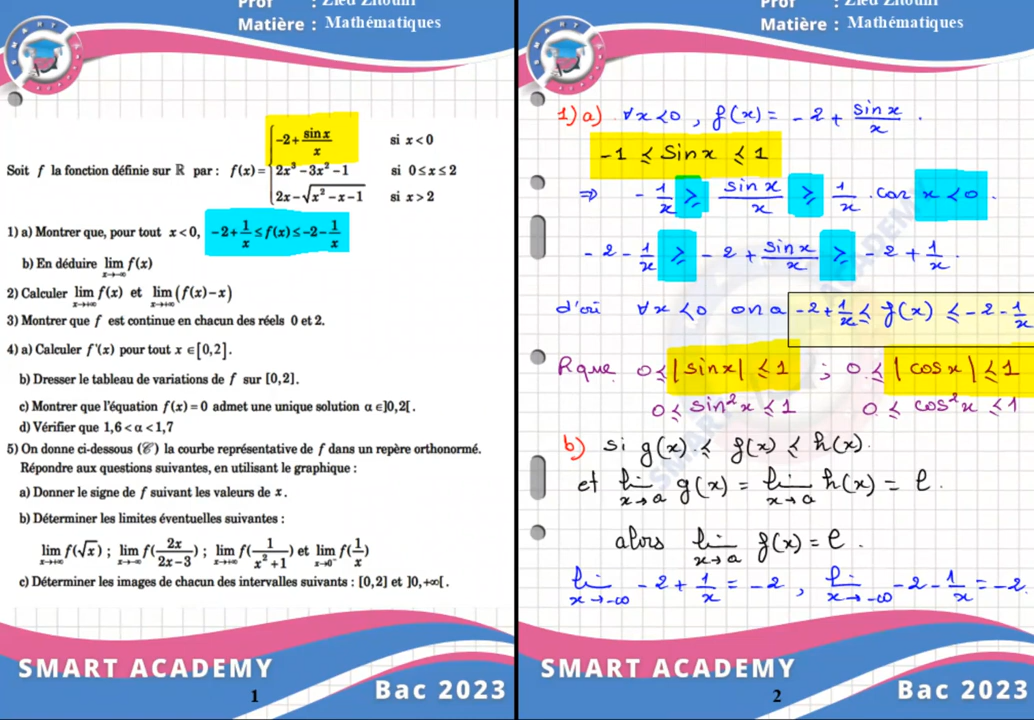 Prof : Zied Zitouni
Matière : Mathématiques
Soit f la fonction définie sur ℝ par : f(x) = { -2 + sin x / x si x < 0
2x³ - 3x² - 1 si 0 ≤ x ≤ 2
2x - √(x² - x - 1) si x > 2
1) a) Montrer que, pour tout x < 0, -2 + 1/x ≤ f(x) ≤ -2 - 1/x
b) En déduire lim x→-∞ f(x)
2) Calculer lim x→+∞ f(x) et lim x→+∞ (f(x) - x)
3) Montrer que f est continue en chacun des réels 0 et 2.
4) a) Calculer f'(x) pour tout x ∈ [0,2].
b) Dresser le tableau de variations de f sur [0,2].
c) Montrer que l'équation f(x) = 0 admet une unique solution α ∈ ]0,2[.
d) Vérifier que 1,6 < α < 1,7
5) On donne ci-dessous (𝒞) la courbe représentative de f dans un repère orthonormé.
Répondre aux questions suivantes, en utilisant le graphique :
a) Donner le signe de f suivant les valeurs de x.
b) Déterminer les limites éventuelles suivantes :
lim x→+∞ f(√x) ; lim x→-∞ f(2x/(2x-3)) ; lim x→+∞ f(1/(x²+1)) et lim x→0⁻ f(1/x)
c) Déterminer les images de chacun des intervalles suivants : [0,2] et ]0,+∞[.
SMART ACADEMY
1
Bac 2023
Prof : Zied Zitouni
Matière : Mathématiques
1) a) ∀x < 0, f(x) = -2 + sin x / x .
-1 ≤ Sin x ≤ 1
⇒ -1/x ≥ sin x / x ≥ 1/x . car x < 0.
-2 - 1/x ≥ -2 + sin x / x ≥ -2 + 1/x .
d'où ∀x < 0 on a -2 + 1/x ≤ f(x) ≤ -2 - 1/x
Rque 0 ≤ |sin x| ≤ 1 ; 0 ≤ |cos x| ≤ 1
0 ≤ sin² x ≤ 1 0 ≤ cos² x ≤ 1
b) si g(x) ≤ f(x) ≤ h(x).
et lim x→a g(x) = lim x→a h(x) = ℓ.
alors lim x→a f(x) = ℓ.
lim x→-∞ -2 + 1/x = -2 , lim x→-∞ -2 - 1/x = -2.
SMART ACADEMY
2
Bac 2023